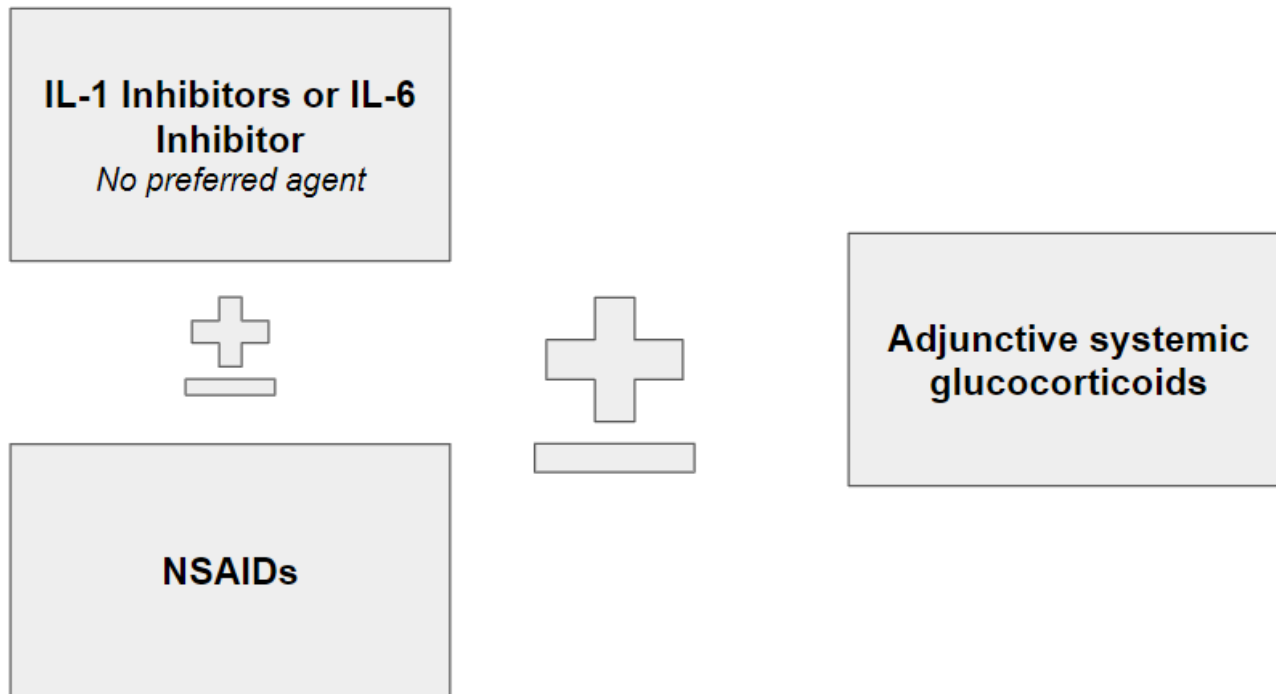 IL-1 Inhibitors or IL-6
Inhibitor
No preferred agent
NSAIDs
Adjunctive systemic
glucocorticoids